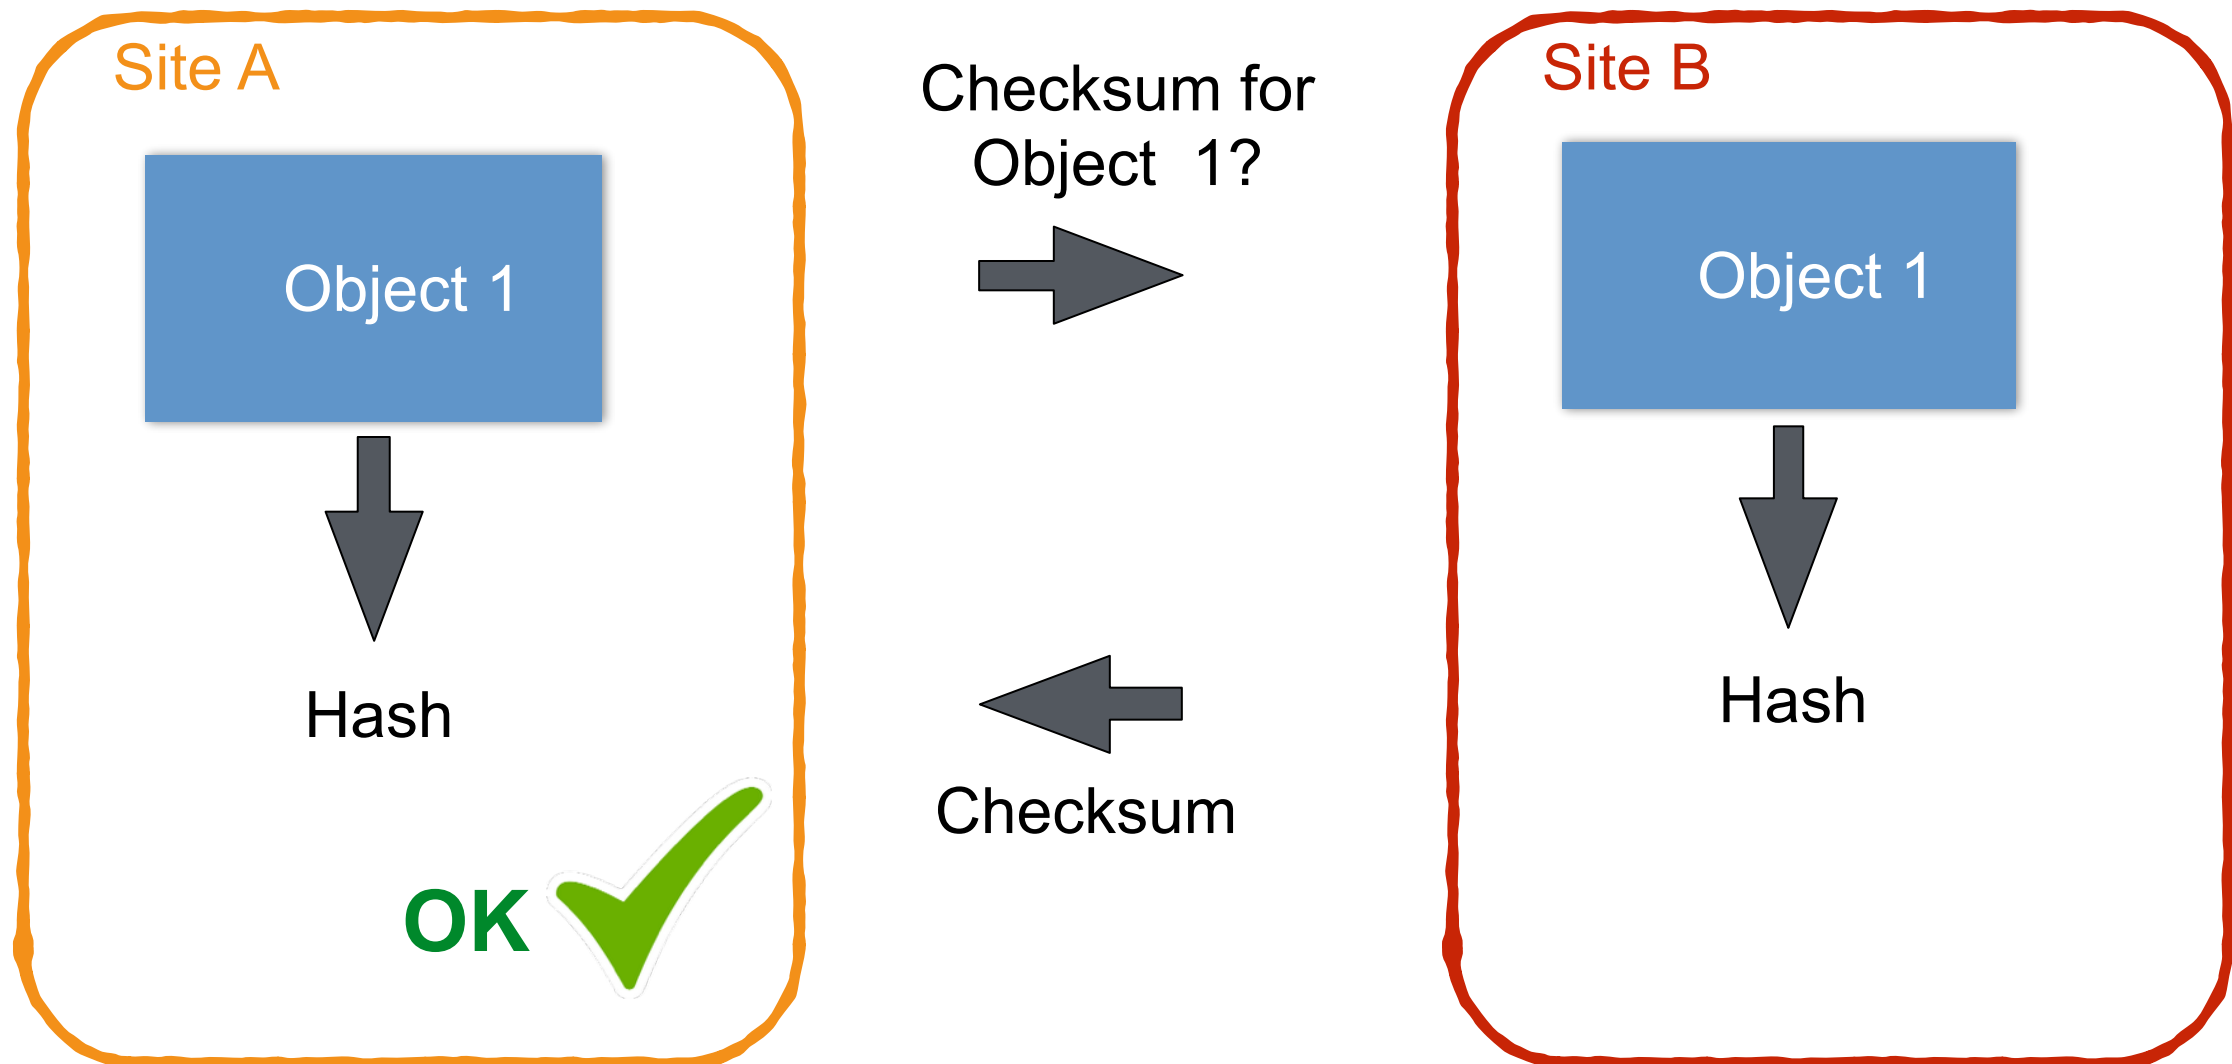 Site A
Object 1
Hash
OK
Checksum for
Object 1?
Checksum
Site B
Object 1
Hash